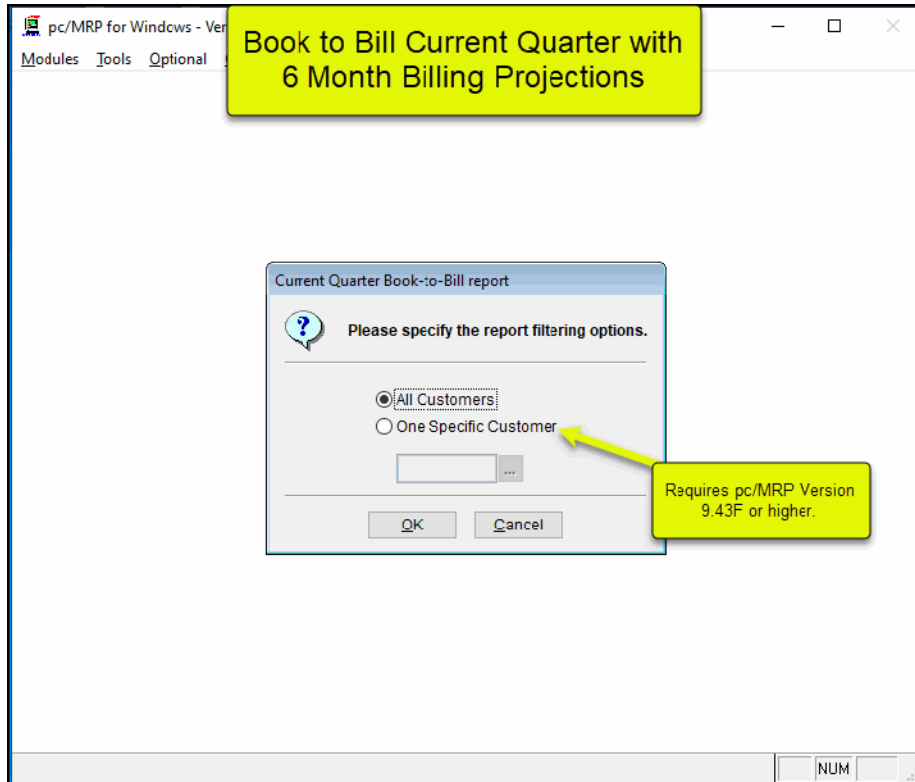 pc/MRP for Windows - Ver
Book to Bill Current Quarter with
6 Month Billing Projections
Modules Tools Optional
Current Quarter Book-to-Bill report
?
Please specify the report filtering options.
All Customers
One Specific Customer
...
Requires pc/MRP Version
9.43F or higher.
OK Cancel
NUM